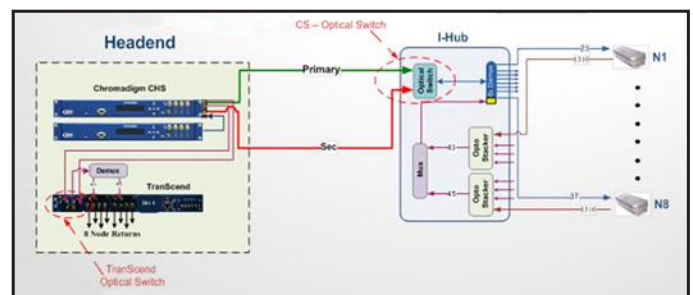 CS – Optical Switch
Headend
I-Hub
Chromadigm CHS
Primary
Optical
Switch
23
N1
1310
Sec
Demux
TranScend
Mux
43
Opto
Stacker
45
Opto
Stacker
37
N8
8 Node Returns
TranScend
Optical Switch